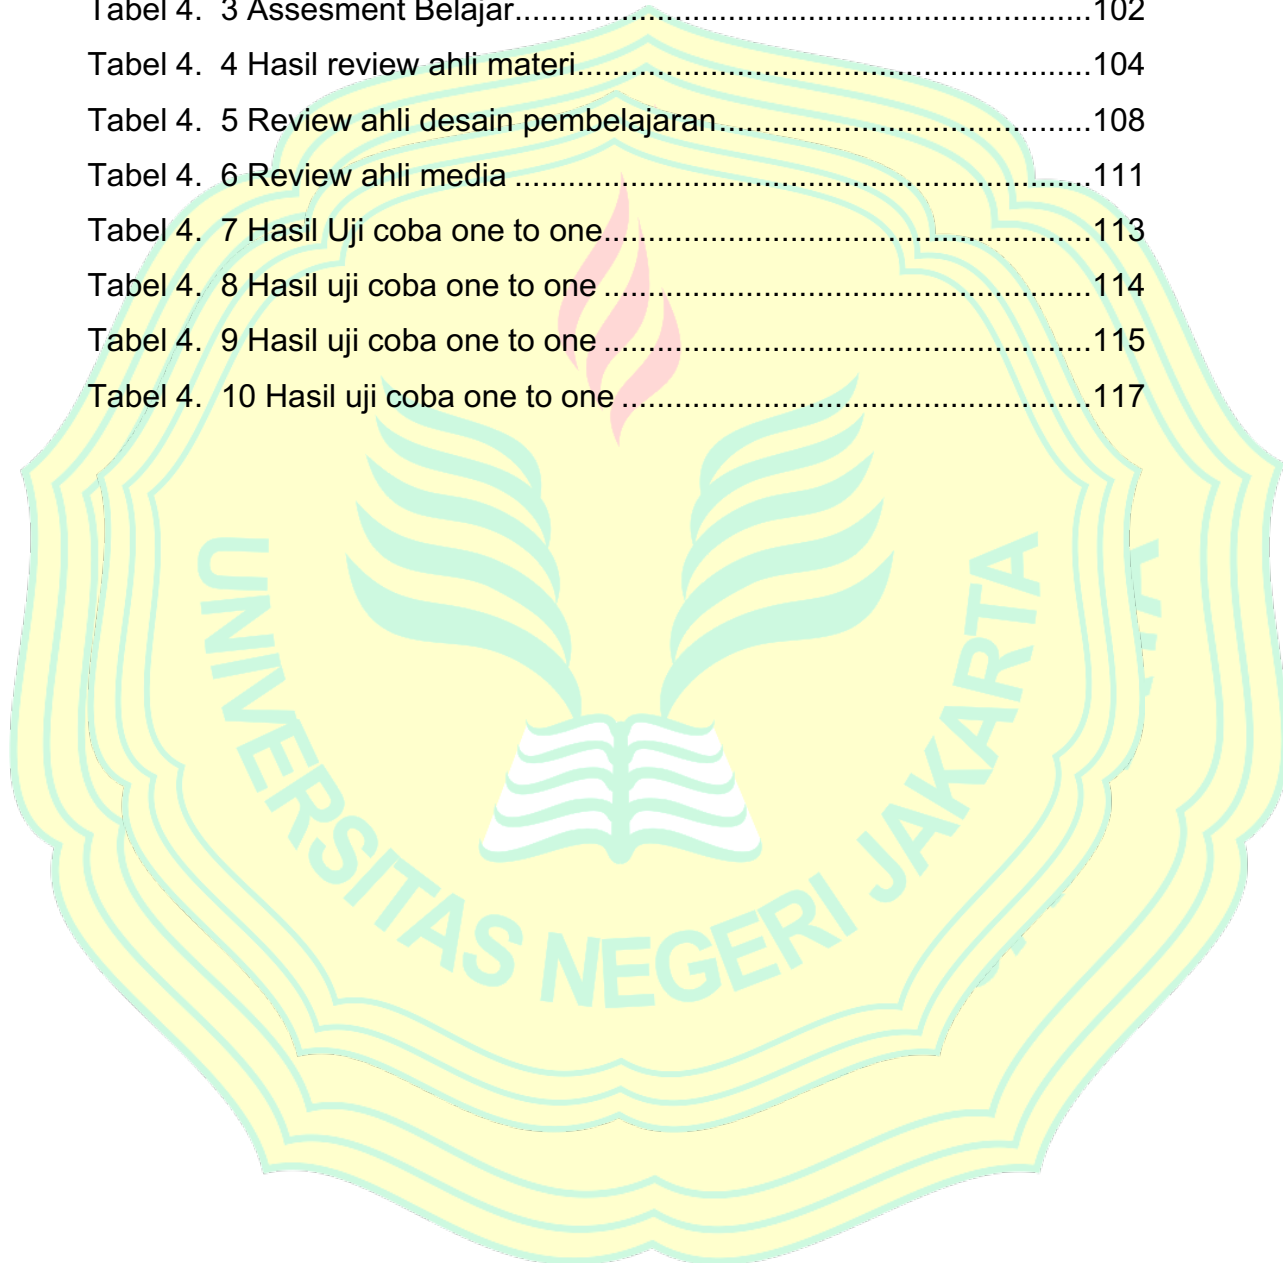 Tabel 4.  3 Assesment Belajar.................................................................102
Tabel 4.  4 Hasil review ahli materi..........................................................104
Tabel 4.  5 Review ahli desain pembelajaran..........................................108
Tabel 4.  6 Review ahli media .................................................................111
Tabel 4.  7 Hasil Uji coba one to one.......................................................113
Tabel 4.  8 Hasil uji coba one to one .......................................................114
Tabel 4.  9 Hasil uji coba one to one .......................................................115
Tabel 4.  10 Hasil uji coba one to one .....................................................117
UNIVERSITAS NEGERI JAKARTA